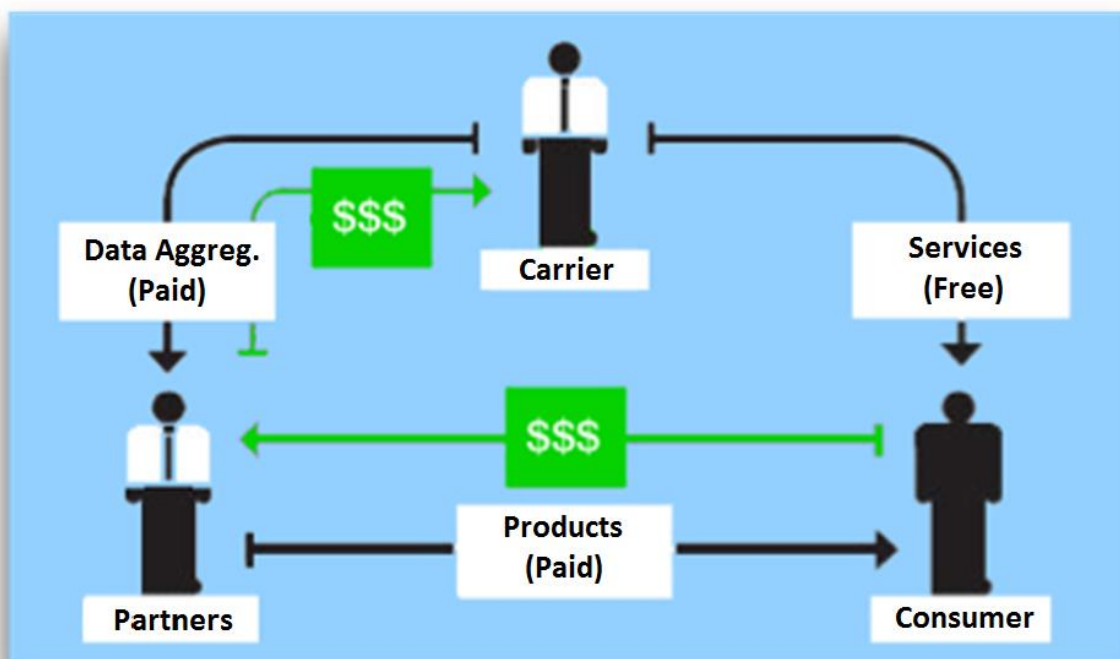 $$$
Data Aggreg.
(Paid)
Carrier
Services
(Free)
$$$
Products
(Paid)
Partners
Consumer